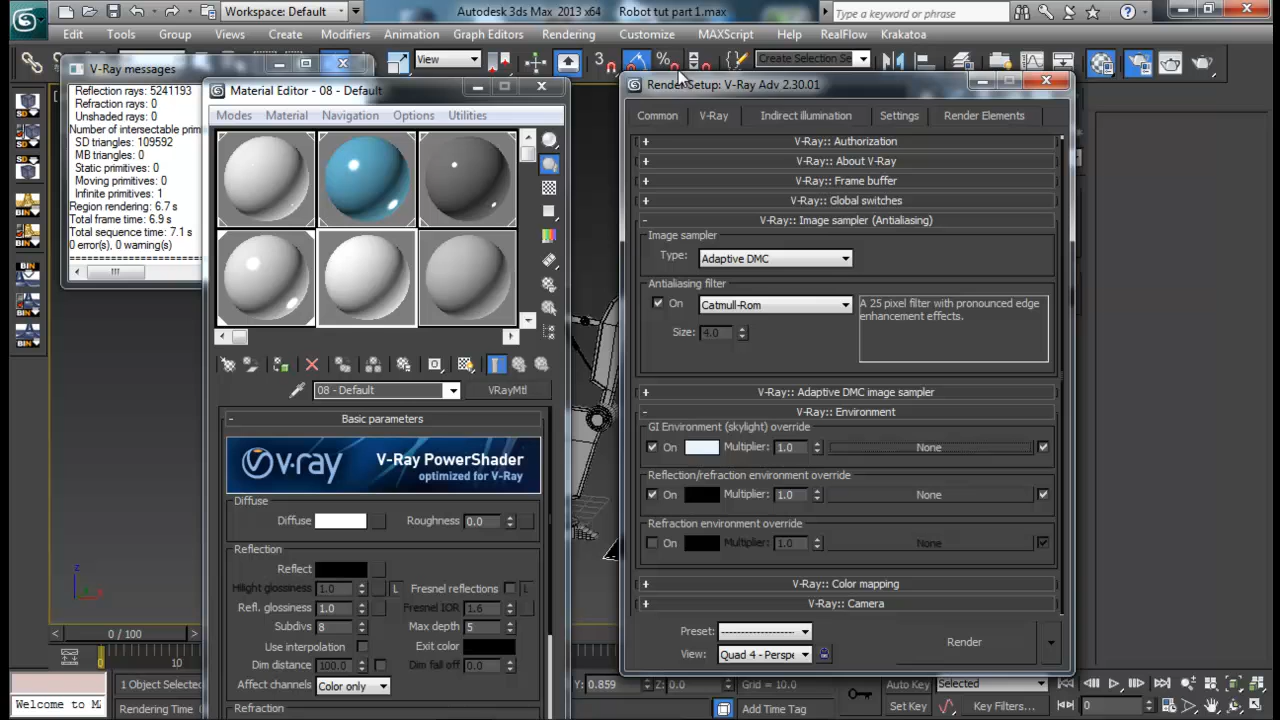 Workspace: Default
Autodesk 3ds Max 2013 x64
Robot tut part 1.max
Type a keyword or phrase
Edit Tools Group Views Create Modifiers Animation Graph Editors Rendering Customize MAXScript Help RealFlow Krakatoa
View
3
Create Selection Se
V-Ray messages
Reflection rays: 5241193
Refraction rays: 0
Unshaded rays: 0
Number of intersectable prim
SD triangles: 109592
MB triangles: 0
Static primitives: 0
Moving primitives: 0
Infinite primitives: 1
Region rendering: 6.7 s
Total frame time: 6.9 s
Total sequence time: 7.1 s
0 error(s), 0 warning(s)
Material Editor - 08 - Default
Modes Material Navigation Options Utilities
08 - Default
VRayMtl
Basic parameters
v·ray
V-Ray PowerShader
optimized for V-Ray
Diffuse
Diffuse
Roughness 0.0
Reflection
Reflect
Hilight glossiness 1.0 L Fresnel reflections L
Refl. glossiness 1.0 Fresnel IOR 1.6
Subdivs 8 Max depth 5
Use interpolation Exit color
Dim distance 100.0 Dim fall off 0.0
Affect channels Color only
Refraction
Render Setup: V-Ray Adv 2.30.01
Common V-Ray Indirect illumination Settings Render Elements
+ V-Ray:: Authorization
+ V-Ray:: About V-Ray
+ V-Ray:: Frame buffer
+ V-Ray:: Global switches
- V-Ray:: Image sampler (Antialiasing)
Image sampler
Type: Adaptive DMC
Antialiasing filter
On Catmull-Rom
A 25 pixel filter with pronounced edge
enhancement effects.
Size: 4.0
+ V-Ray:: Adaptive DMC image sampler
- V-Ray:: Environment
GI Environment (skylight) override
On Multiplier: 1.0 None
Reflection/refraction environment override
On Multiplier: 1.0 None
Refraction environment override
On Multiplier: 1.0 None
+ V-Ray:: Color mapping
+ V-Ray:: Camera
Preset: --------------------
Render
View: Quad 4 - Perspe
z
0 / 100
0 10
1 Object Selected
Welcome to MA
Rendering Time
Y: 0.859 Z: 0.0 Grid = 10.0
Add Time Tag
Auto Key Selected
Set Key Key Filters... 0